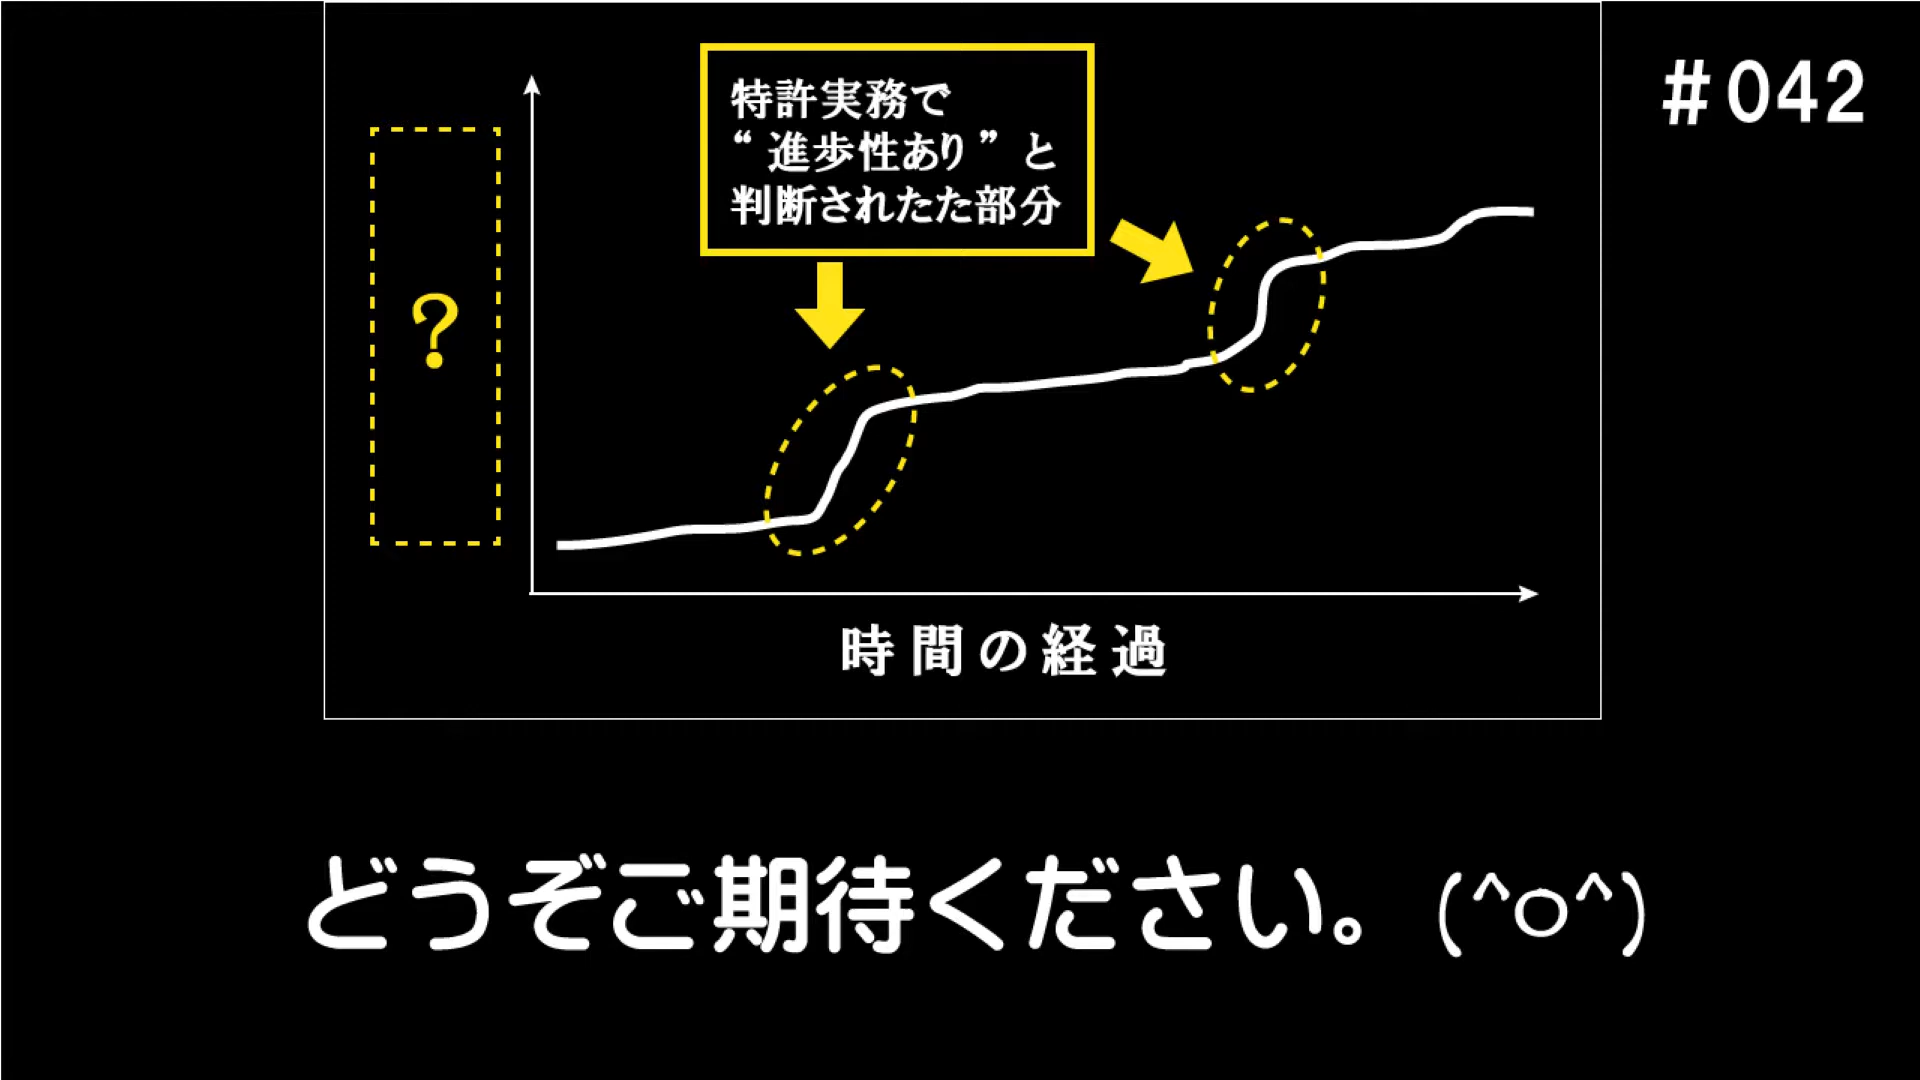 #042
特許実務で
“進歩性あり”と
判断されたた部分
?
時間の経過
どうぞご期待ください。(^o^)